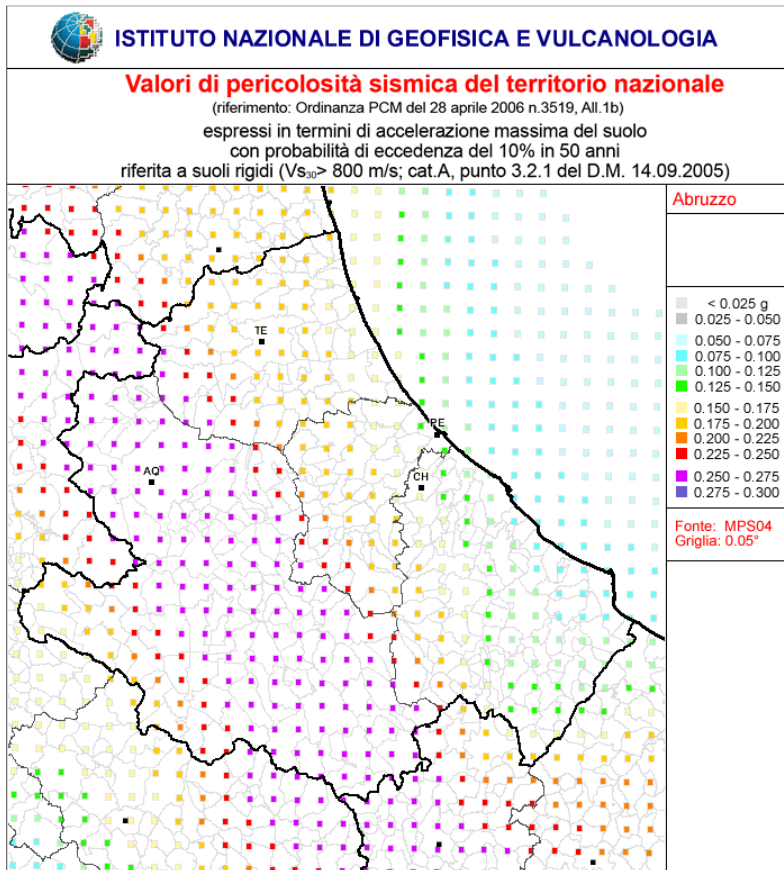 ISTITUTO NAZIONALE DI GEOFISICA E VULCANOLOGIA
Valori di pericolosità sismica del territorio nazionale
(riferimento: Ordinanza PCM del 28 aprile 2006 n.3519, All.1b)
espressi in termini di accelerazione massima del suolo
con probabilità di eccedenza del 10% in 50 anni
riferita a suoli rigidi (Vs₃₀> 800 m/s; cat.A, punto 3.2.1 del D.M. 14.09.2005)
Abruzzo
< 0.025 g
0.025 - 0.050
0.050 - 0.075
0.075 - 0.100
0.100 - 0.125
0.125 - 0.150
0.150 - 0.175
0.175 - 0.200
0.200 - 0.225
0.225 - 0.250
0.250 - 0.275
0.275 - 0.300
Fonte: MPS04
Griglia: 0.05°
TE
PE
AQ
CH